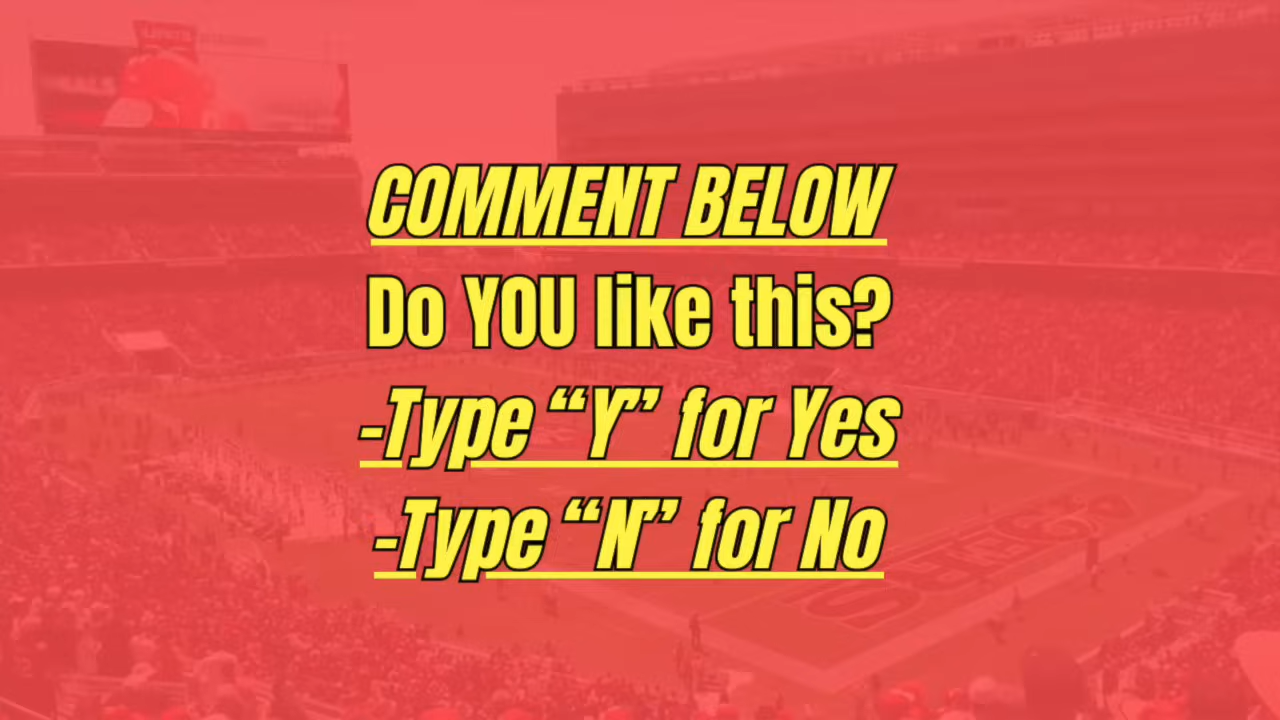 COMMENT BELOW
Do YOU like this?
-Type “Y” for Yes
-Type “N” for No